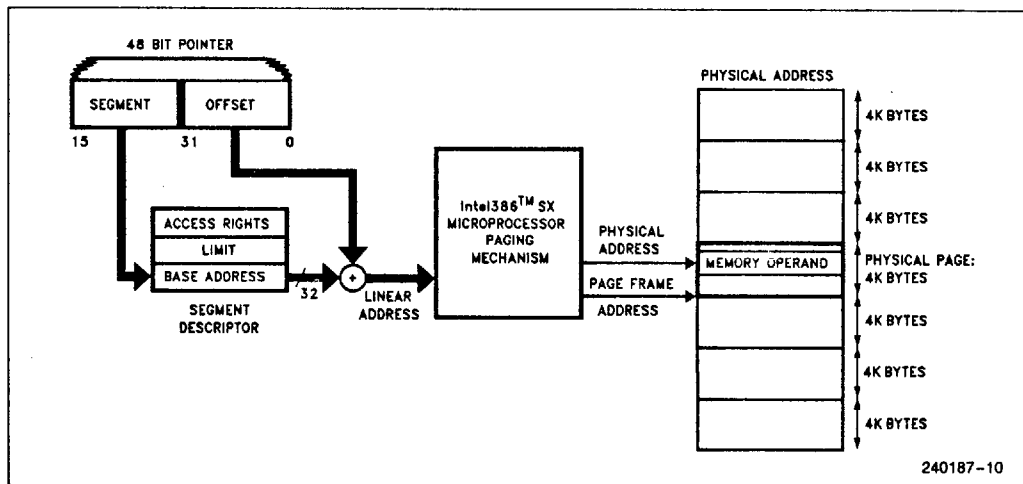 48 BIT POINTER
SEGMENT OFFSET
15 31 0
ACCESS RIGHTS
LIMIT
BASE ADDRESS
SEGMENT
DESCRIPTOR
32
+
LINEAR
ADDRESS
Intel386™ SX
MICROPROCESSOR
PAGING
MECHANISM
PHYSICAL
ADDRESS
PAGE FRAME
ADDRESS
PHYSICAL ADDRESS
4K BYTES
4K BYTES
4K BYTES
MEMORY OPERAND
PHYSICAL PAGE:
4K BYTES
4K BYTES
4K BYTES
4K BYTES
240187-10